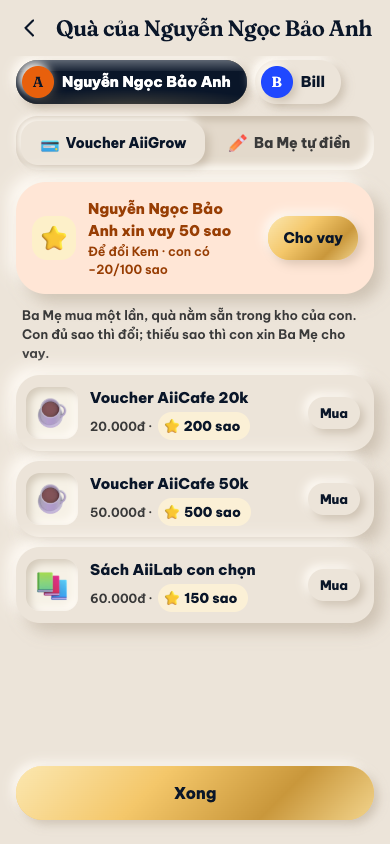 Quà của Nguyễn Ngọc Bảo Anh
A Nguyễn Ngọc Bảo Anh
B Bill
Voucher AiiGrow
Ba Mẹ tự điền
Nguyễn Ngọc Bảo
Anh xin vay 50 sao
Để đổi Kem · con có
-20/100 sao
Cho vay
Ba Mẹ mua một lần, quà nằm sẵn trong kho của con.
Con đủ sao thì đổi; thiếu sao thì con xin Ba Mẹ cho
vay.
Voucher AiiCafe 20k
20.000đ · 200 sao
Mua
Voucher AiiCafe 50k
50.000đ · 500 sao
Mua
Sách AiiLab con chọn
60.000đ · 150 sao
Mua
Xong